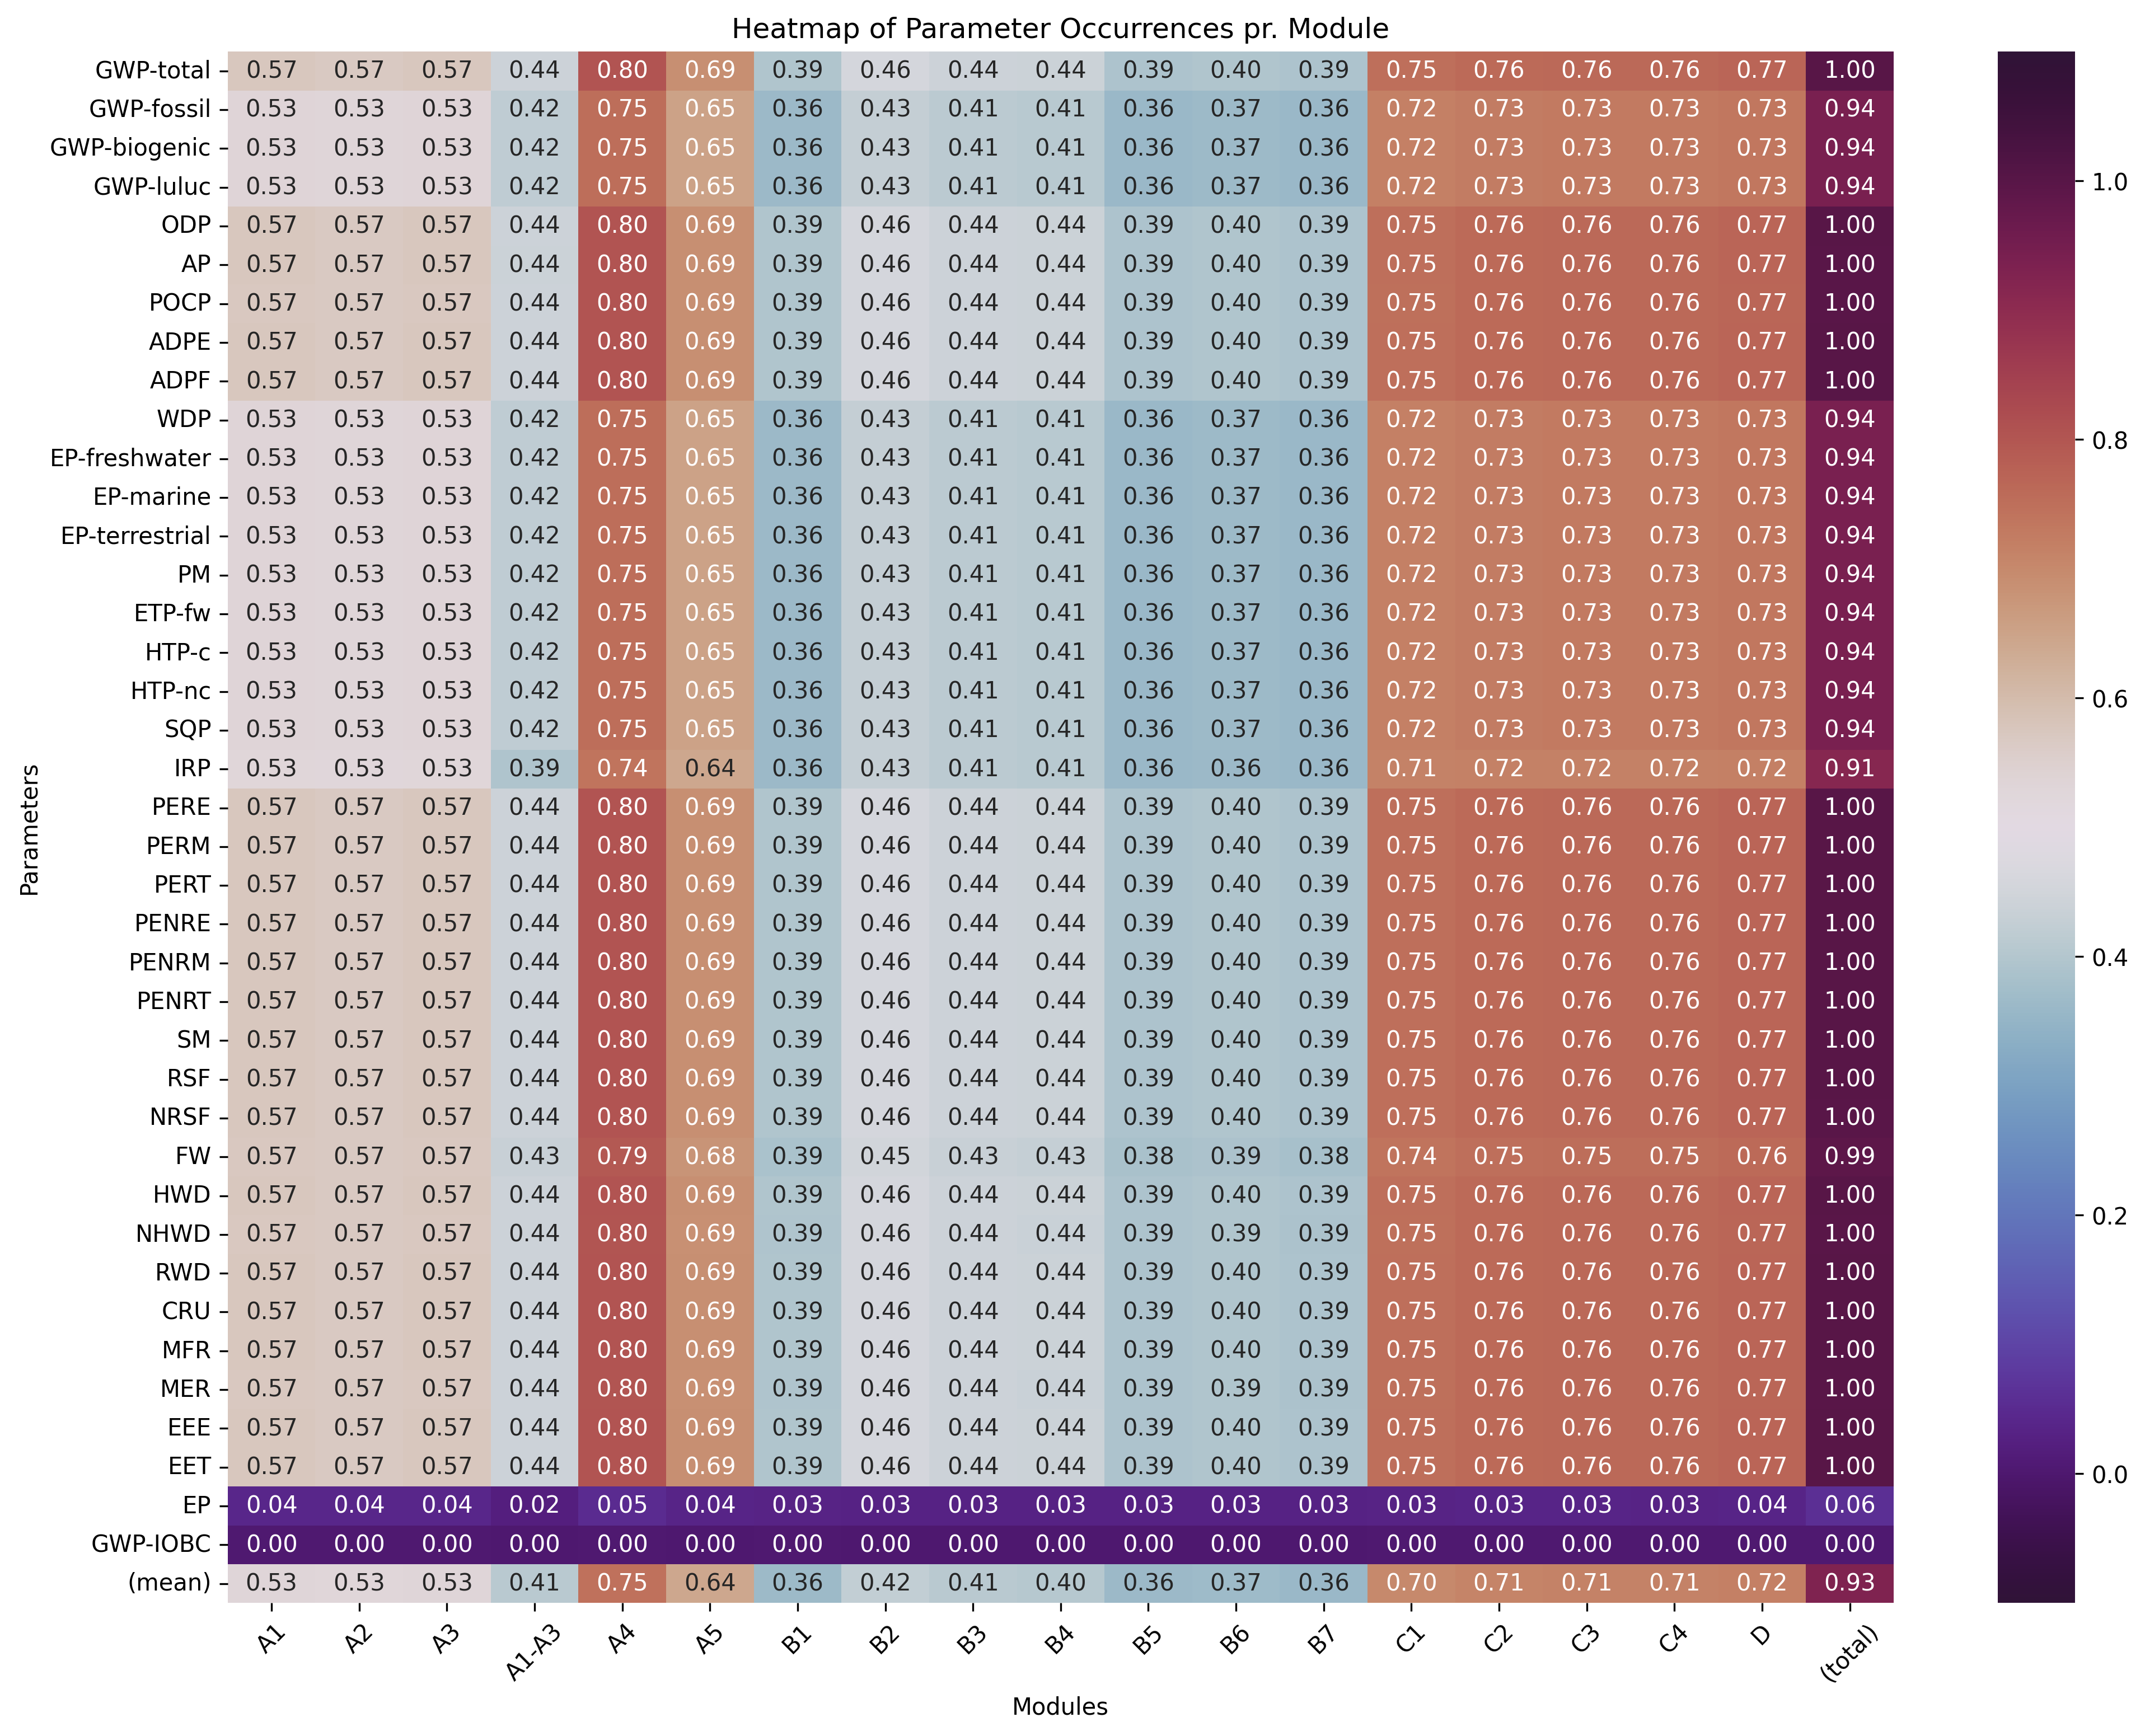 Heatmap of Parameter Occurrences pr. Module
GWP-total 0.57 0.57 0.57 0.44 0.80 0.69 0.39 0.46 0.44 0.44 0.39 0.40 0.39 0.75 0.76 0.76 0.76 0.77 1.00
GWP-fossil 0.53 0.53 0.53 0.42 0.75 0.65 0.36 0.43 0.41 0.41 0.36 0.37 0.36 0.72 0.73 0.73 0.73 0.73 0.94
GWP-biogenic 0.53 0.53 0.53 0.42 0.75 0.65 0.36 0.43 0.41 0.41 0.36 0.37 0.36 0.72 0.73 0.73 0.73 0.73 0.94
GWP-luluc 0.53 0.53 0.53 0.42 0.75 0.65 0.36 0.43 0.41 0.41 0.36 0.37 0.36 0.72 0.73 0.73 0.73 0.73 0.94
ODP 0.57 0.57 0.57 0.44 0.80 0.69 0.39 0.46 0.44 0.44 0.39 0.40 0.39 0.75 0.76 0.76 0.76 0.77 1.00
AP 0.57 0.57 0.57 0.44 0.80 0.69 0.39 0.46 0.44 0.44 0.39 0.40 0.39 0.75 0.76 0.76 0.76 0.77 1.00
POCP 0.57 0.57 0.57 0.44 0.80 0.69 0.39 0.46 0.44 0.44 0.39 0.40 0.39 0.75 0.76 0.76 0.76 0.77 1.00
ADPE 0.57 0.57 0.57 0.44 0.80 0.69 0.39 0.46 0.44 0.44 0.39 0.40 0.39 0.75 0.76 0.76 0.76 0.77 1.00
ADPF 0.57 0.57 0.57 0.44 0.80 0.69 0.39 0.46 0.44 0.44 0.39 0.40 0.39 0.75 0.76 0.76 0.76 0.77 1.00
WDP 0.53 0.53 0.53 0.42 0.75 0.65 0.36 0.43 0.41 0.41 0.36 0.37 0.36 0.72 0.73 0.73 0.73 0.73 0.94
EP-freshwater 0.53 0.53 0.53 0.42 0.75 0.65 0.36 0.43 0.41 0.41 0.36 0.37 0.36 0.72 0.73 0.73 0.73 0.73 0.94
EP-marine 0.53 0.53 0.53 0.42 0.75 0.65 0.36 0.43 0.41 0.41 0.36 0.37 0.36 0.72 0.73 0.73 0.73 0.73 0.94
EP-terrestrial 0.53 0.53 0.53 0.42 0.75 0.65 0.36 0.43 0.41 0.41 0.36 0.37 0.36 0.72 0.73 0.73 0.73 0.73 0.94
PM 0.53 0.53 0.53 0.42 0.75 0.65 0.36 0.43 0.41 0.41 0.36 0.37 0.36 0.72 0.73 0.73 0.73 0.73 0.94
ETP-fw 0.53 0.53 0.53 0.42 0.75 0.65 0.36 0.43 0.41 0.41 0.36 0.37 0.36 0.72 0.73 0.73 0.73 0.73 0.94
HTP-c 0.53 0.53 0.53 0.42 0.75 0.65 0.36 0.43 0.41 0.41 0.36 0.37 0.36 0.72 0.73 0.73 0.73 0.73 0.94
HTP-nc 0.53 0.53 0.53 0.42 0.75 0.65 0.36 0.43 0.41 0.41 0.36 0.37 0.36 0.72 0.73 0.73 0.73 0.73 0.94
SQP 0.53 0.53 0.53 0.42 0.75 0.65 0.36 0.43 0.41 0.41 0.36 0.37 0.36 0.72 0.73 0.73 0.73 0.73 0.94
IRP 0.53 0.53 0.53 0.39 0.74 0.64 0.36 0.43 0.41 0.41 0.36 0.36 0.36 0.71 0.72 0.72 0.72 0.72 0.91
PERE 0.57 0.57 0.57 0.44 0.80 0.69 0.39 0.46 0.44 0.44 0.39 0.40 0.39 0.75 0.76 0.76 0.76 0.77 1.00
PERM 0.57 0.57 0.57 0.44 0.80 0.69 0.39 0.46 0.44 0.44 0.39 0.40 0.39 0.75 0.76 0.76 0.76 0.77 1.00
PERT 0.57 0.57 0.57 0.44 0.80 0.69 0.39 0.46 0.44 0.44 0.39 0.40 0.39 0.75 0.76 0.76 0.76 0.77 1.00
PENRE 0.57 0.57 0.57 0.44 0.80 0.69 0.39 0.46 0.44 0.44 0.39 0.40 0.39 0.75 0.76 0.76 0.76 0.77 1.00
PENRM 0.57 0.57 0.57 0.44 0.80 0.69 0.39 0.46 0.44 0.44 0.39 0.40 0.39 0.75 0.76 0.76 0.76 0.77 1.00
PENRT 0.57 0.57 0.57 0.44 0.80 0.69 0.39 0.46 0.44 0.44 0.39 0.40 0.39 0.75 0.76 0.76 0.76 0.77 1.00
SM 0.57 0.57 0.57 0.44 0.80 0.69 0.39 0.46 0.44 0.44 0.39 0.40 0.39 0.75 0.76 0.76 0.76 0.77 1.00
RSF 0.57 0.57 0.57 0.44 0.80 0.69 0.39 0.46 0.44 0.44 0.39 0.40 0.39 0.75 0.76 0.76 0.76 0.77 1.00
NRSF 0.57 0.57 0.57 0.44 0.80 0.69 0.39 0.46 0.44 0.44 0.39 0.40 0.39 0.75 0.76 0.76 0.76 0.77 1.00
FW 0.57 0.57 0.57 0.43 0.79 0.68 0.39 0.45 0.43 0.43 0.38 0.39 0.38 0.74 0.75 0.75 0.75 0.76 0.99
HWD 0.57 0.57 0.57 0.44 0.80 0.69 0.39 0.46 0.44 0.44 0.39 0.40 0.39 0.75 0.76 0.76 0.76 0.77 1.00
NHWD 0.57 0.57 0.57 0.44 0.80 0.69 0.39 0.46 0.44 0.44 0.39 0.39 0.39 0.75 0.76 0.76 0.76 0.77 1.00
RWD 0.57 0.57 0.57 0.44 0.80 0.69 0.39 0.46 0.44 0.44 0.39 0.40 0.39 0.75 0.76 0.76 0.76 0.77 1.00
CRU 0.57 0.57 0.57 0.44 0.80 0.69 0.39 0.46 0.44 0.44 0.39 0.40 0.39 0.75 0.76 0.76 0.76 0.77 1.00
MFR 0.57 0.57 0.57 0.44 0.80 0.69 0.39 0.46 0.44 0.44 0.39 0.40 0.39 0.75 0.76 0.76 0.76 0.77 1.00
MER 0.57 0.57 0.57 0.44 0.80 0.69 0.39 0.46 0.44 0.44 0.39 0.39 0.39 0.75 0.76 0.76 0.76 0.77 1.00
EEE 0.57 0.57 0.57 0.44 0.80 0.69 0.39 0.46 0.44 0.44 0.39 0.40 0.39 0.75 0.76 0.76 0.76 0.77 1.00
EET 0.57 0.57 0.57 0.44 0.80 0.69 0.39 0.46 0.44 0.44 0.39 0.40 0.39 0.75 0.76 0.76 0.76 0.77 1.00
EP 0.04 0.04 0.04 0.02 0.05 0.04 0.03 0.03 0.03 0.03 0.03 0.03 0.03 0.03 0.03 0.03 0.03 0.04 0.06
GWP-IOBC 0.00 0.00 0.00 0.00 0.00 0.00 0.00 0.00 0.00 0.00 0.00 0.00 0.00 0.00 0.00 0.00 0.00 0.00 0.00
(mean) 0.53 0.53 0.53 0.41 0.75 0.64 0.36 0.42 0.41 0.40 0.36 0.37 0.36 0.70 0.71 0.71 0.71 0.72 0.93
A1 A2 A3 A1-A3 A4 A5 B1 B2 B3 B4 B5 B6 B7 C1 C2 C3 C4 D (total)
Modules
Parameters
1.0
0.8
0.6
0.4
0.2
0.0